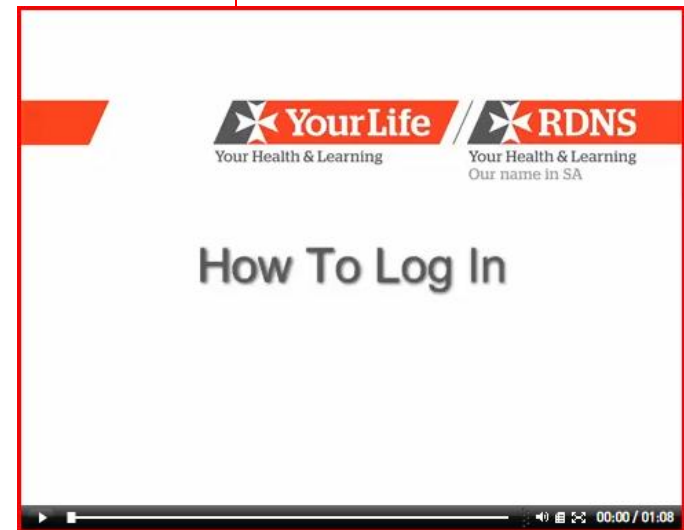 YourLife
Your Health & Learning
RDNS
Your Health & Learning
Our name in SA
How To Log In
00:00 / 01:08